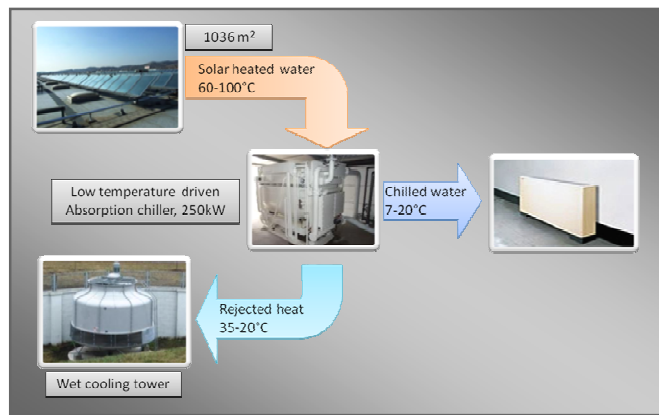 1036 m²
Solar heated water
60-100°C
Low temperature driven
Absorption chiller, 250kW
Chilled water
7-20°C
Rejected heat
35-20°C
Wet cooling tower